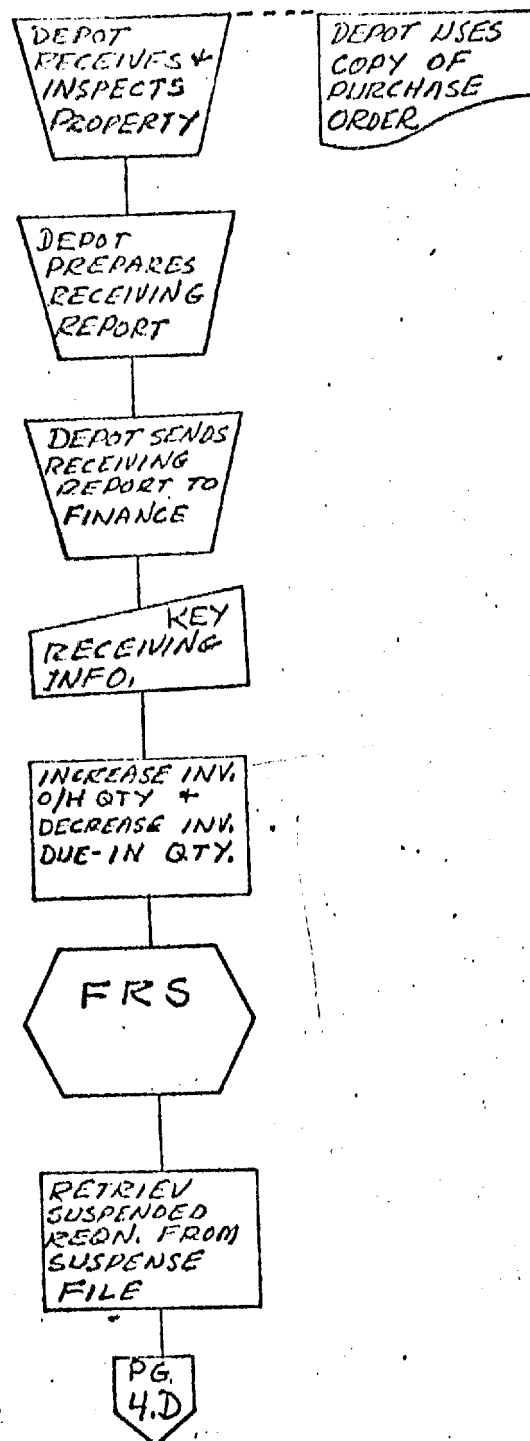 DEPOT
RECEIVES &
INSPECTS
PROPERTY
DEPOT USES
COPY OF
PURCHASE
ORDER
DEPOT
PREPARES
RECEIVING
REPORT
DEPOT SENDS
RECEIVING
REPORT TO
FINANCE
KEY
RECEIVING
INFO.
INCREASE INV.
O/H QTY &
DECREASE INV.
DUE-IN QTY.
FRS
RETRIEV
SUSPENDED
REQN. FROM
SUSPENSE
FILE
PG.
4.D